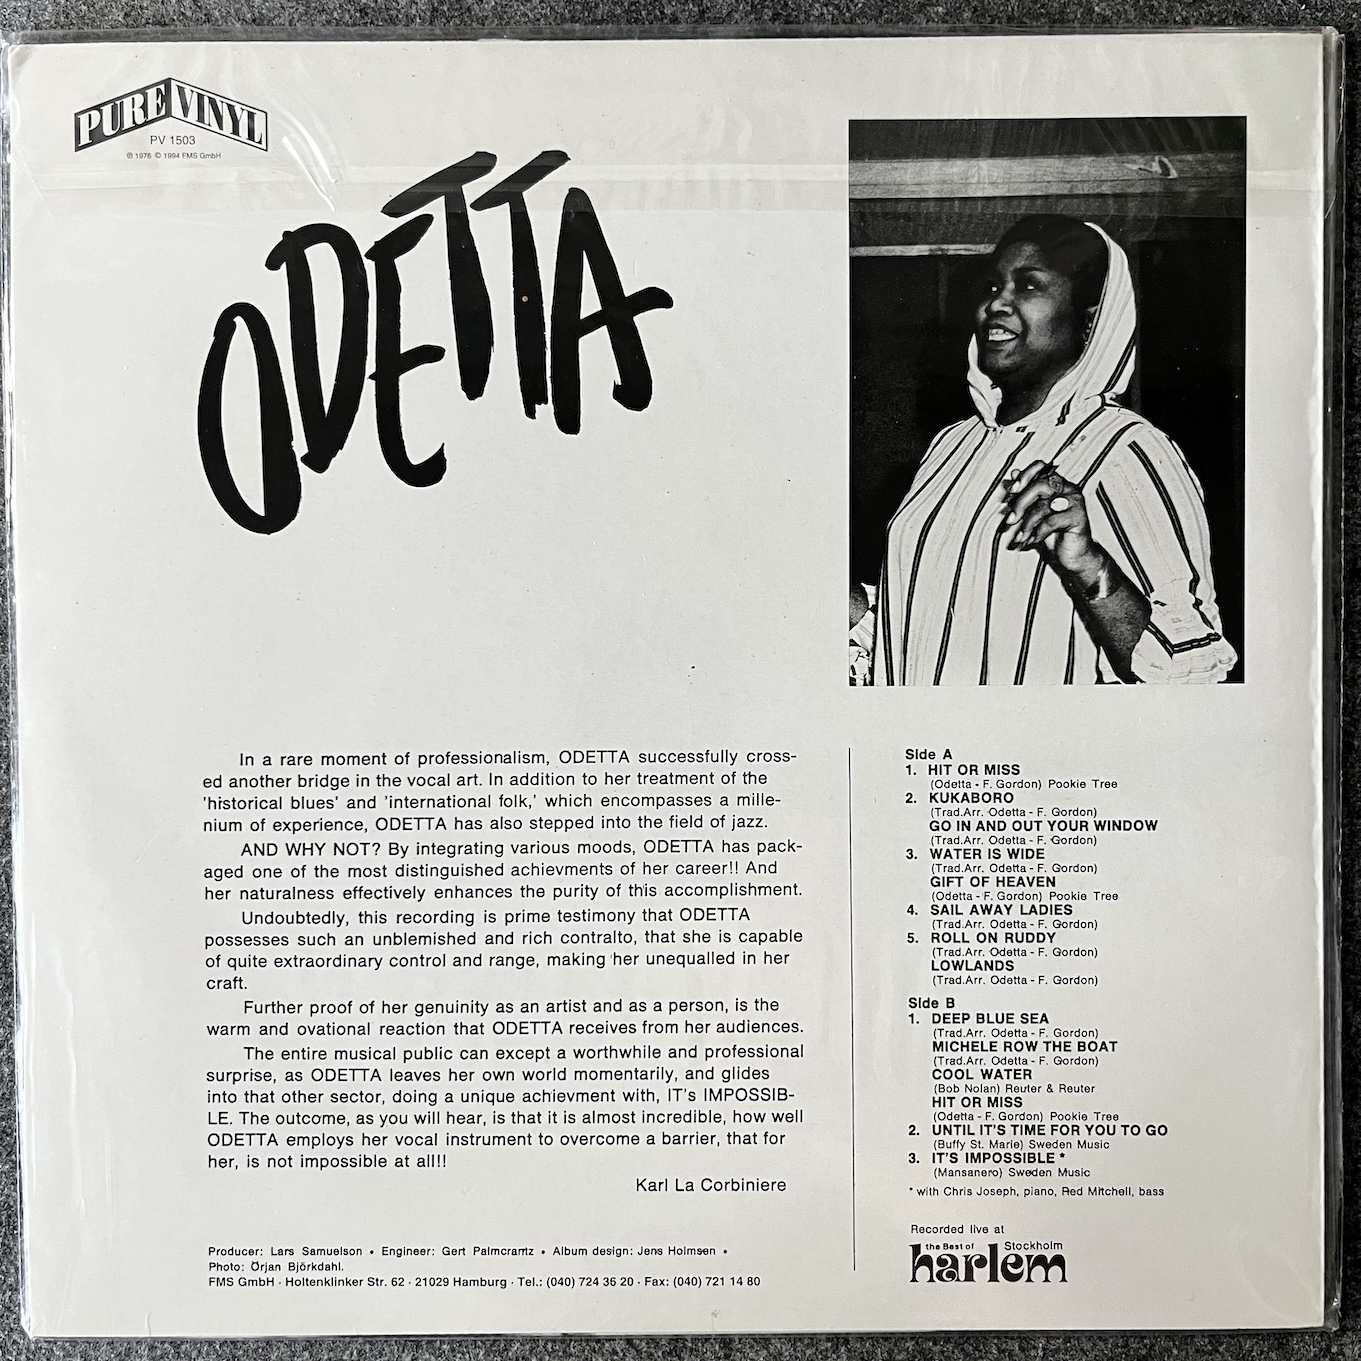 PURE VINYL
PV 1503
℗ 1976 © 1994 FMS GmbH
ODETTA
In a rare moment of professionalism, ODETTA successfully cross-
ed another bridge in the vocal art. In addition to her treatment of the
'historical blues' and 'international folk,' which encompasses a mille-
nium of experience, ODETTA has also stepped into the field of jazz.
AND WHY NOT? By integrating various moods, ODETTA has pack-
aged one of the most distinguished achievments of her career!! And
her naturalness effectively enhances the purity of this accomplishment.
Undoubtedly, this recording is prime testimony that ODETTA
possesses such an unblemished and rich contralto, that she is capable
of quite extraordinary control and range, making her unequalled in her
craft.
Further proof of her genuinity as an artist and as a person, is the
warm and ovational reaction that ODETTA receives from her audiences.
The entire musical public can except a worthwhile and professional
surprise, as ODETTA leaves her own world momentarily, and glides
into that other sector, doing a unique achievment with, IT's IMPOSSIB-
LE. The outcome, as you will hear, is that it is almost incredible, how well
ODETTA employs her vocal instrument to overcome a barrier, that for
her, is not impossible at all!!
Karl La Corbiniere
Producer: Lars Samuelson • Engineer: Gert Palmcrantz • Album design: Jens Holmsen •
Photo: Örjan Björkdahl.
FMS GmbH · Holtenklinker Str. 62 · 21029 Hamburg · Tel.: (040) 724 36 20 · Fax: (040) 721 14 80
Side A
1. HIT OR MISS
(Odetta - F. Gordon) Pookie Tree
2. KUKABORO
(Trad.Arr. Odetta - F. Gordon)
GO IN AND OUT YOUR WINDOW
(Trad.Arr. Odetta - F. Gordon)
3. WATER IS WIDE
(Trad.Arr. Odetta - F. Gordon)
GIFT OF HEAVEN
(Odetta - F. Gordon) Pookie Tree
4. SAIL AWAY LADIES
(Trad.Arr. Odetta - F. Gordon)
5. ROLL ON RUDDY
(Trad.Arr. Odetta - F. Gordon)
LOWLANDS
(Trad.Arr. Odetta - F. Gordon)
Side B
1. DEEP BLUE SEA
(Trad.Arr. Odetta - F. Gordon)
MICHELE ROW THE BOAT
(Trad.Arr. Odetta - F. Gordon)
COOL WATER
(Bob Nolan) Reuter & Reuter
HIT OR MISS
(Odetta - F. Gordon) Pookie Tree
2. UNTIL IT'S TIME FOR YOU TO GO
(Buffy St. Marie) Sweden Music
3. IT'S IMPOSSIBLE *
(Mansanero) Sweden Music
* with Chris Joseph, piano, Red Mitchell, bass
Recorded live at
the Best of Stockholm
harlem